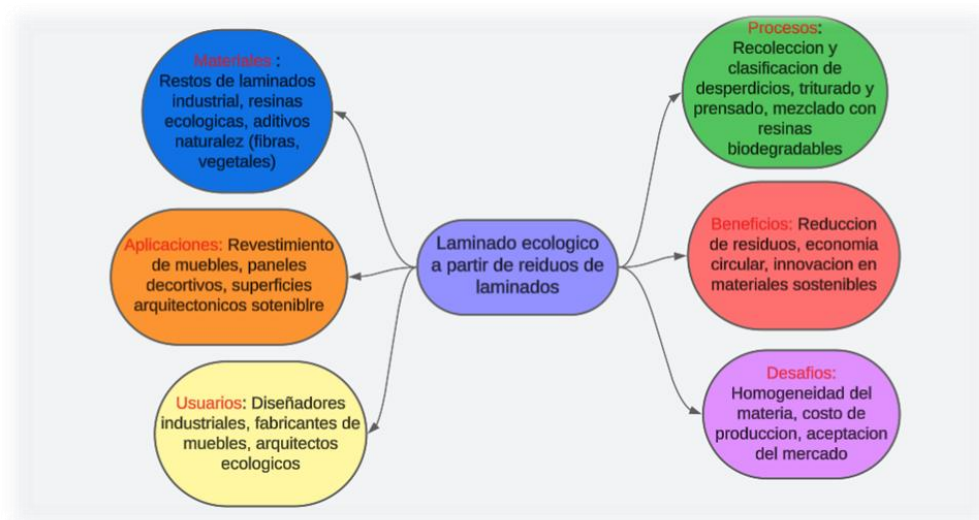 Materiales :
Restos de laminados
industrial, resinas
ecologicas, aditivos
naturalez (fibras,
vegetales)
Aplicaciones: Revestimiento
de muebles, paneles
decortivos, superficies
arquitectonicos soteniblre
Usuarios: Diseñadores
industriales, fabricantes de
muebles, arquitectos
ecologicos
Laminado ecologico
a partir de reiduos de
laminados
Procesos:
Recoleccion y
clasificacion de
desperdicios, triturado y
prensado, mezclado con
resinas
biodegradables
Beneficios: Reduccion
de residuos, economia
circular, innovacion en
materiales sostenibles
Desafios:
Homogeneidad del
materia, costo de
produccion, aceptacion
del mercado